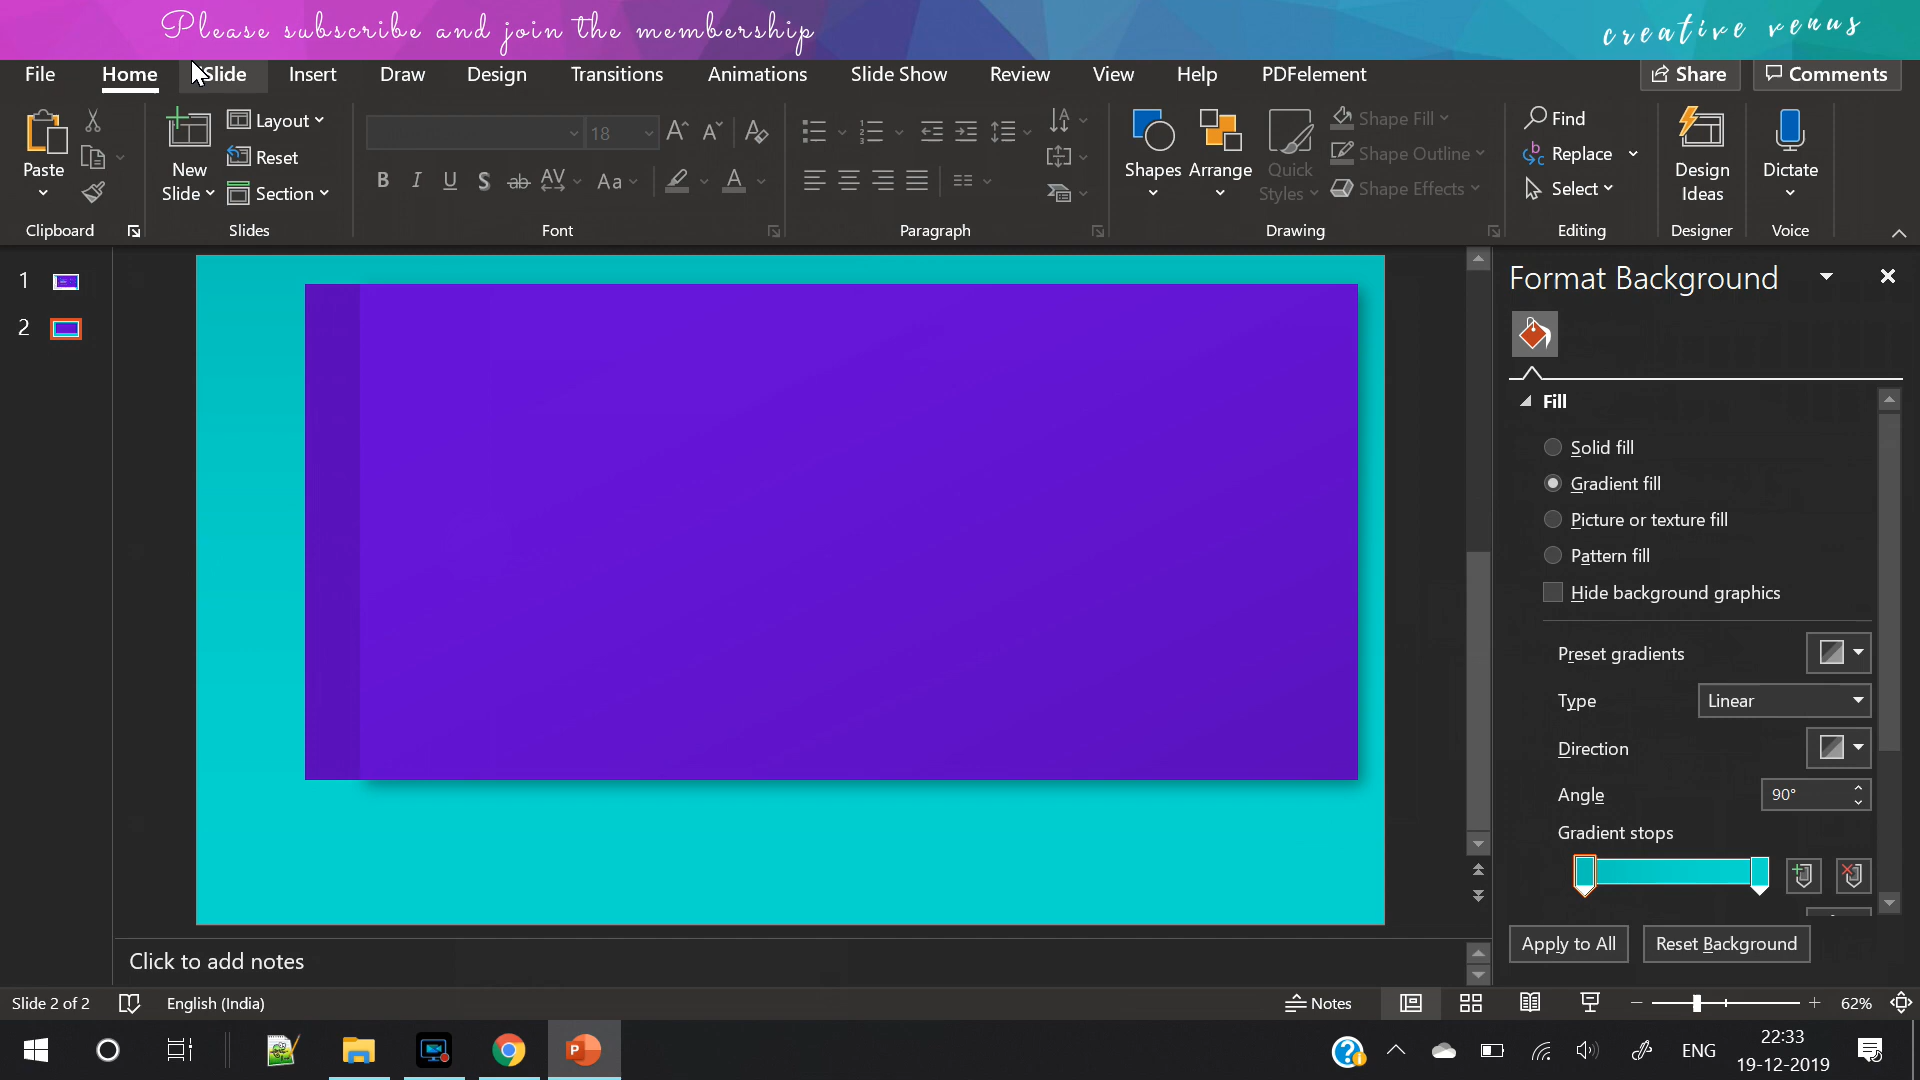 Please subscribe and join the membership
creative venus
File Home Slide Insert Draw Design Transitions Animations Slide Show Review View Help PDFelement Share Comments
Paste
New Slide
Layout
Reset
Section
18
B I U S ab AV Aa A
Shapes Arrange Quick Styles
Shape Fill
Shape Outline
Shape Effects
Find
Replace
Select
Design Ideas
Dictate
Clipboard Slides Font Paragraph Drawing Editing Designer Voice
1
2
Format Background
Fill
Solid fill
Gradient fill
Picture or texture fill
Pattern fill
Hide background graphics
Preset gradients
Type Linear
Direction
Angle 90°
Gradient stops
Apply to All Reset Background
Click to add notes
Slide 2 of 2 English (India) Notes 62%
ENG
22:33
19-12-2019